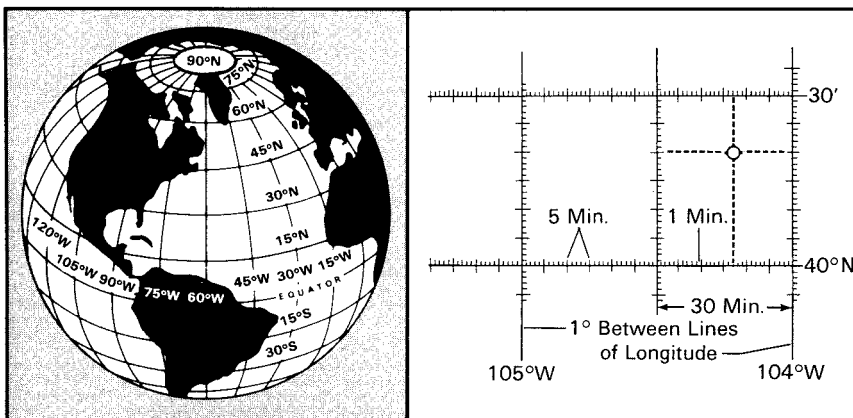 90°N
75°N
60°N
45°N
30°N
15°N
120°W
105°W 90°W 75°W 60°W 45°W 30°W 15°W
EQUATOR
15°S
30°S
30'
5 Min.
1 Min.
40°N
30 Min.
1° Between Lines
of Longitude
105°W
104°W